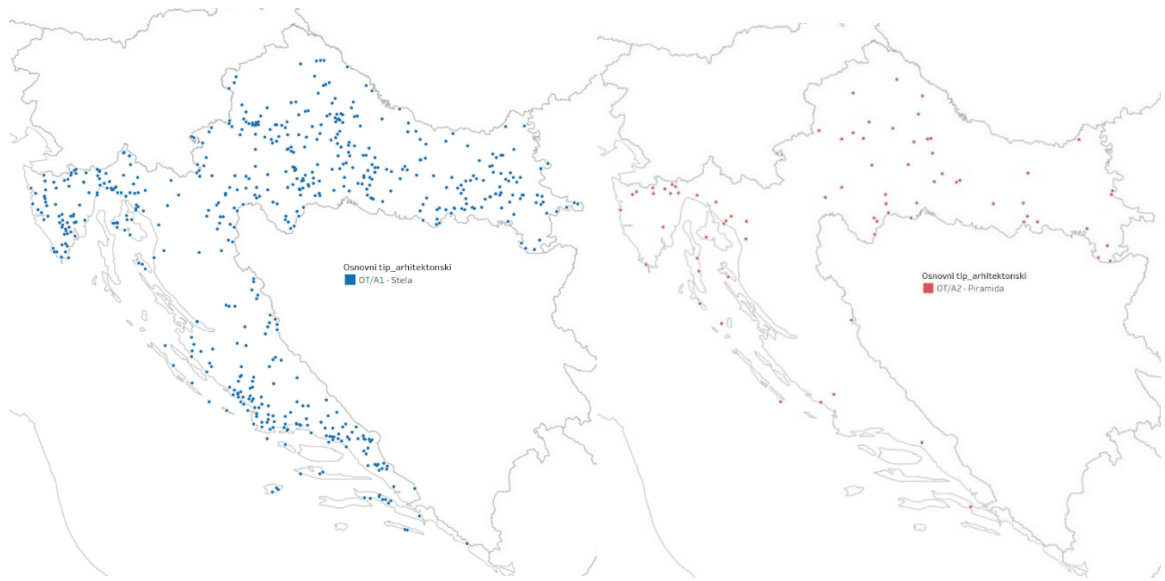 Osnovni tip_arhitektonski
OT/A1 - Stela
Osnovni tip_arhitektonski
OT/A2 - Piramida